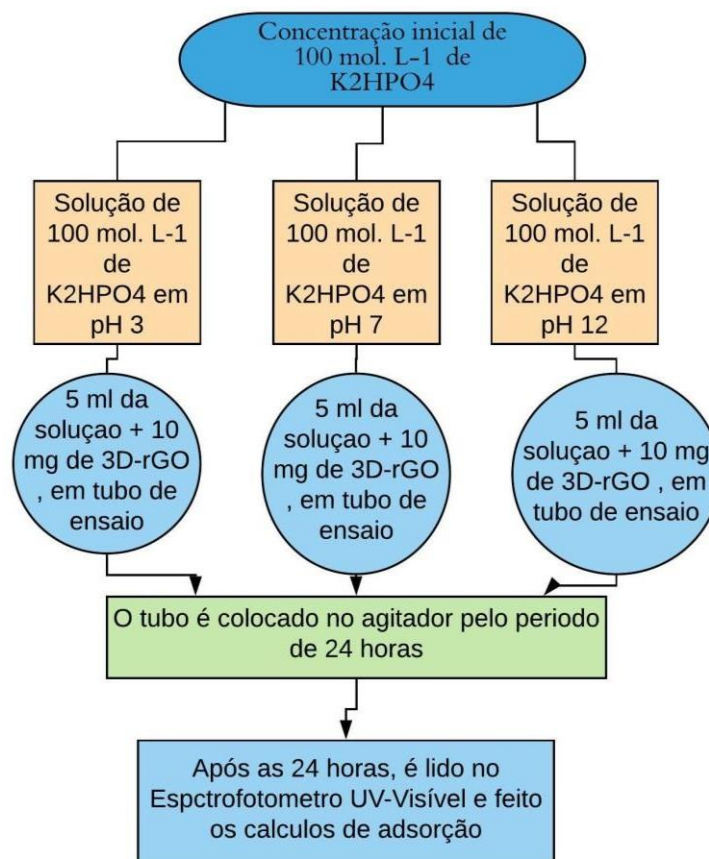 Concentração inicial de
100 mol. L-1 de
K2HPO4
Solução de
100 mol. L-1
de
K2HPO4 em
pH 3
Solução de
100 mol. L-1
de
K2HPO4 em
pH 7
Solução de
100 mol. L-1
de
K2HPO4 em
pH 12
5 ml da
soluçao + 10
mg de 3D-rGO
, em tubo de
ensaio
5 ml da
soluçao + 10
mg de 3D-rGO
, em tubo de
ensaio
5 ml da
soluçao + 10 mg
de 3D-rGO , em
tubo de ensaio
O tubo é colocado no agitador pelo periodo
de 24 horas
Após as 24 horas, é lido no
Espctrofotometro UV-Visível e feito
os calculos de adsorção